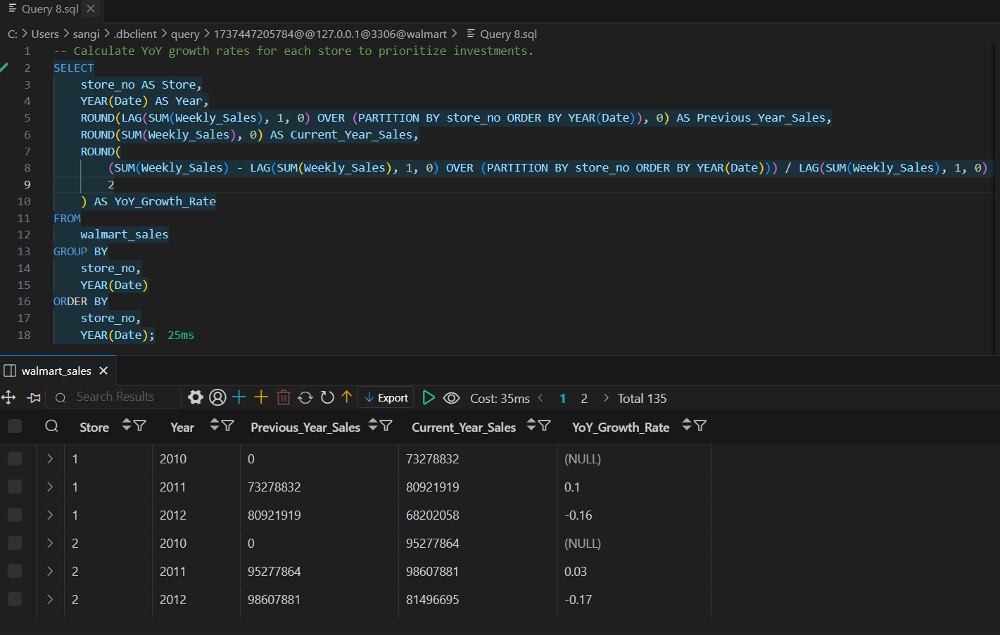 Query 8.sql
C: > Users > sangi > .dbclient > query > 1737447205784@@127.0.0.1@3306@walmart > Query 8.sql
1 -- Calculate YoY growth rates for each store to prioritize investments.
2 SELECT
3 store_no AS Store,
4 YEAR(Date) AS Year,
5 ROUND(LAG(SUM(Weekly_Sales), 1, 0) OVER (PARTITION BY store_no ORDER BY YEAR(Date)), 0) AS Previous_Year_Sales,
6 ROUND(SUM(Weekly_Sales), 0) AS Current_Year_Sales,
7 ROUND(
8 (SUM(Weekly_Sales) - LAG(SUM(Weekly_Sales), 1, 0) OVER (PARTITION BY store_no ORDER BY YEAR(Date))) / LAG(SUM(Weekly_Sales), 1, 0)
9 2
10 ) AS YoY_Growth_Rate
11 FROM
12 walmart_sales
13 GROUP BY
14 store_no,
15 YEAR(Date)
16 ORDER BY
17 store_no,
18 YEAR(Date); 25ms
walmart_sales
Search Results Export Cost: 35ms < 1 2 > Total 135
Store Year Previous_Year_Sales Current_Year_Sales YoY_Growth_Rate
1 2010 0 73278832 (NULL)
1 2011 73278832 80921919 0.1
1 2012 80921919 68202058 -0.16
2 2010 0 95277864 (NULL)
2 2011 95277864 98607881 0.03
2 2012 98607881 81496695 -0.17